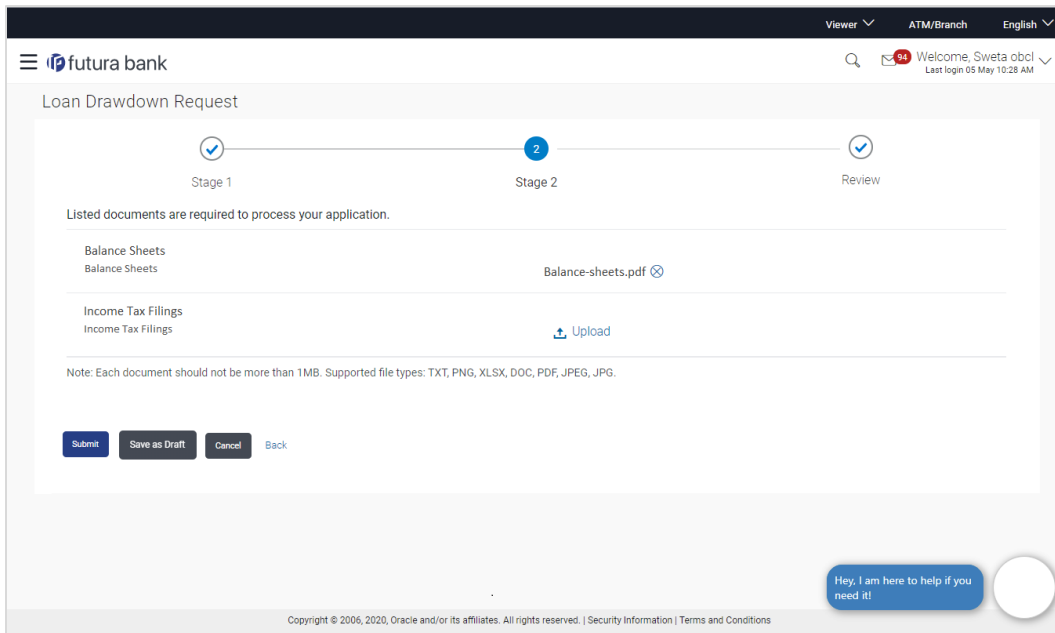 Viewer ATM/Branch English
futura bank
94 Welcome, Sweta obcl
Last login 05 May 10:28 AM
Loan Drawdown Request
2
Stage 1 Stage 2 Review
Listed documents are required to process your application.
Balance Sheets
Balance Sheets
Balance-sheets.pdf
Income Tax Filings
Income Tax Filings
Upload
Note: Each document should not be more than 1MB. Supported file types: TXT, PNG, XLSX, DOC, PDF, JPEG, JPG.
Submit Save as Draft Cancel Back
Hey, I am here to help if you
need it!
Copyright © 2006, 2020, Oracle and/or its affiliates. All rights reserved. | Security Information | Terms and Conditions